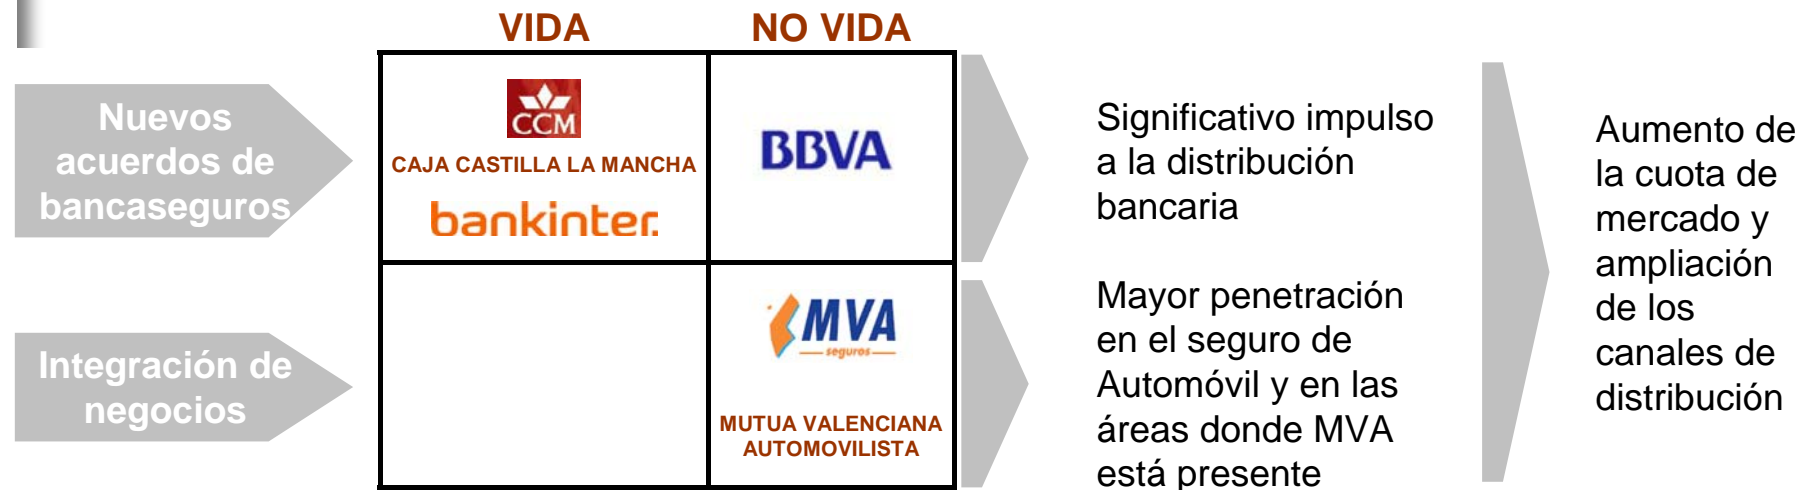 VIDA
NO VIDA
Nuevos
acuerdos de
bancaseguros
CCM
CAJA CASTILLA LA MANCHA
bankinter.
BBVA
Significativo impulso
a la distribución
bancaria
Integración de
negocios
MVA
seguros
MUTUA VALENCIANA
AUTOMOVILISTA
Mayor penetración
en el seguro de
Automóvil y en las
áreas donde MVA
está presente
Aumento de
la cuota de
mercado y
ampliación
de los
canales de
distribución